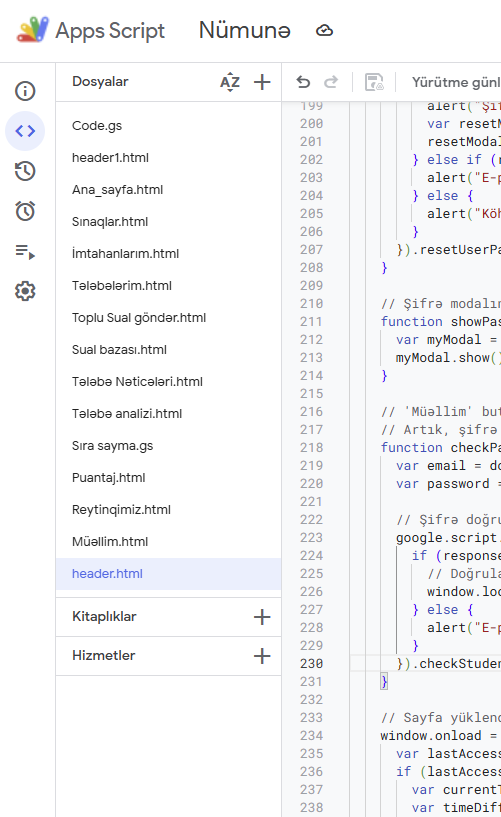 Apps Script Nümunə
Dosyalar
AZ
Yürütme günl
Code.gs
header1.html
Ana_sayfa.html
Sınaqlar.html
İmtahanlarım.html
Tələbələrim.html
Toplu Sual göndər.html
Sual bazası.html
Tələbə Nəticələri.html
Tələbə analizi.html
Sıra sayma.gs
Puantaj.html
Reytinqimiz.html
Müəllim.html
header.html
Kitaplıklar
Hizmetler
199 alert("Şif
200 var resetM
201 resetModal
202 } else if (r
203 alert("E-p
204 } else {
205 alert("Köh
206 }
207 }).resetUserPa
208 }
209
210 // Şifrə modalın
211 function showPas
212 var myModal =
213 myModal.show()
214 }
215
216 // 'Müəllim' but
217 // Artık, şifrə
218 function checkPa
219 var email = do
220 var password =
221
222 // Şifrə doğru
223 google.script.
224 if (response
225 // Doğrula
226 window.loc
227 } else {
228 alert("E-p
229 }
230 }).checkStuden
231 }
232
233 // Sayfa yüklend
234 window.onload =
235 var lastAccess
236 if (lastAccess
237 var currentT
238 var timeDiff